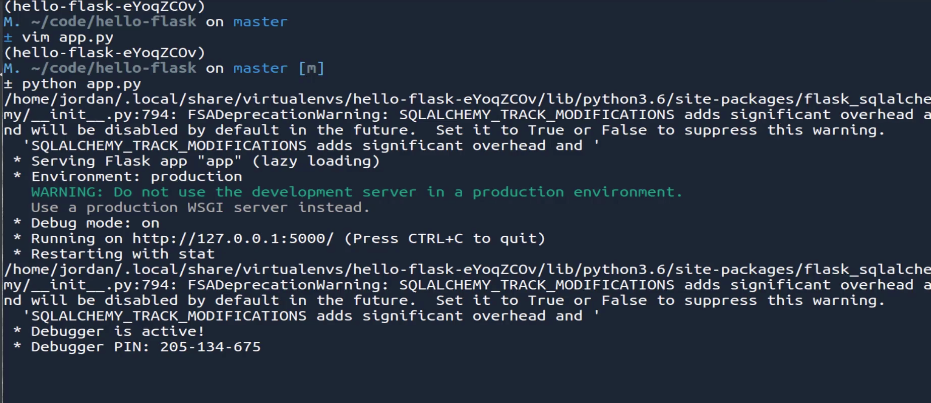 (hello-flask-eYoqZCOv)
M. ~/code/hello-flask on master
± vim app.py
(hello-flask-eYoqZCOv)
M. ~/code/hello-flask on master [m]
± python app.py
/home/jordan/.local/share/virtualenvs/hello-flask-eYoqZCOv/lib/python3.6/site-packages/flask_sqlalche
my/__init__.py:794: FSADeprecationWarning: SQLALCHEMY_TRACK_MODIFICATIONS adds significant overhead a
nd will be disabled by default in the future.  Set it to True or False to suppress this warning.
  'SQLALCHEMY_TRACK_MODIFICATIONS adds significant overhead and '
 * Serving Flask app "app" (lazy loading)
 * Environment: production
   WARNING: Do not use the development server in a production environment.
   Use a production WSGI server instead.
 * Debug mode: on
 * Running on http://127.0.0.1:5000/ (Press CTRL+C to quit)
 * Restarting with stat
/home/jordan/.local/share/virtualenvs/hello-flask-eYoqZCOv/lib/python3.6/site-packages/flask_sqlalche
my/__init__.py:794: FSADeprecationWarning: SQLALCHEMY_TRACK_MODIFICATIONS adds significant overhead a
nd will be disabled by default in the future.  Set it to True or False to suppress this warning.
  'SQLALCHEMY_TRACK_MODIFICATIONS adds significant overhead and '
 * Debugger is active!
 * Debugger PIN: 205-134-675